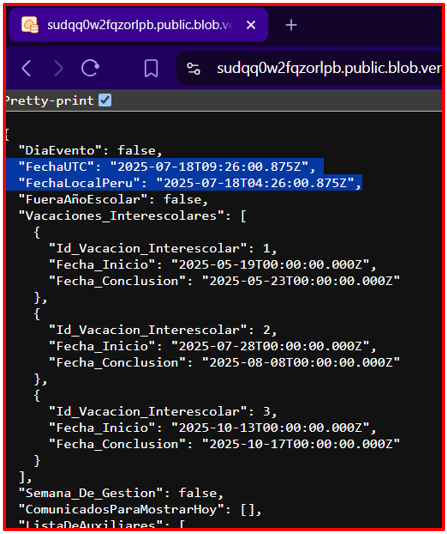 sudqq0w2fqzorlpb.public.blob.ve
sudqq0w2fqzorlpb.public.blob.ver
Pretty-print
{
"DiaEvento": false,
"FechaUTC": "2025-07-18T09:26:00.875Z",
"FechaLocalPeru": "2025-07-18T04:26:00.875Z",
"FueraAñoEscolar": false,
"Vacaciones_Interescolares": [
{
"Id_Vacacion_Interescolar": 1,
"Fecha_Inicio": "2025-05-19T00:00:00.000Z",
"Fecha_Conclusion": "2025-05-23T00:00:00.000Z"
},
{
"Id_Vacacion_Interescolar": 2,
"Fecha_Inicio": "2025-07-28T00:00:00.000Z",
"Fecha_Conclusion": "2025-08-08T00:00:00.000Z"
},
{
"Id_Vacacion_Interescolar": 3,
"Fecha_Inicio": "2025-10-13T00:00:00.000Z",
"Fecha_Conclusion": "2025-10-17T00:00:00.000Z"
}
],
"Semana_De_Gestion": false,
"ComunicadosParaMostrarHoy": [],
"ListaDeAuxiliares": [